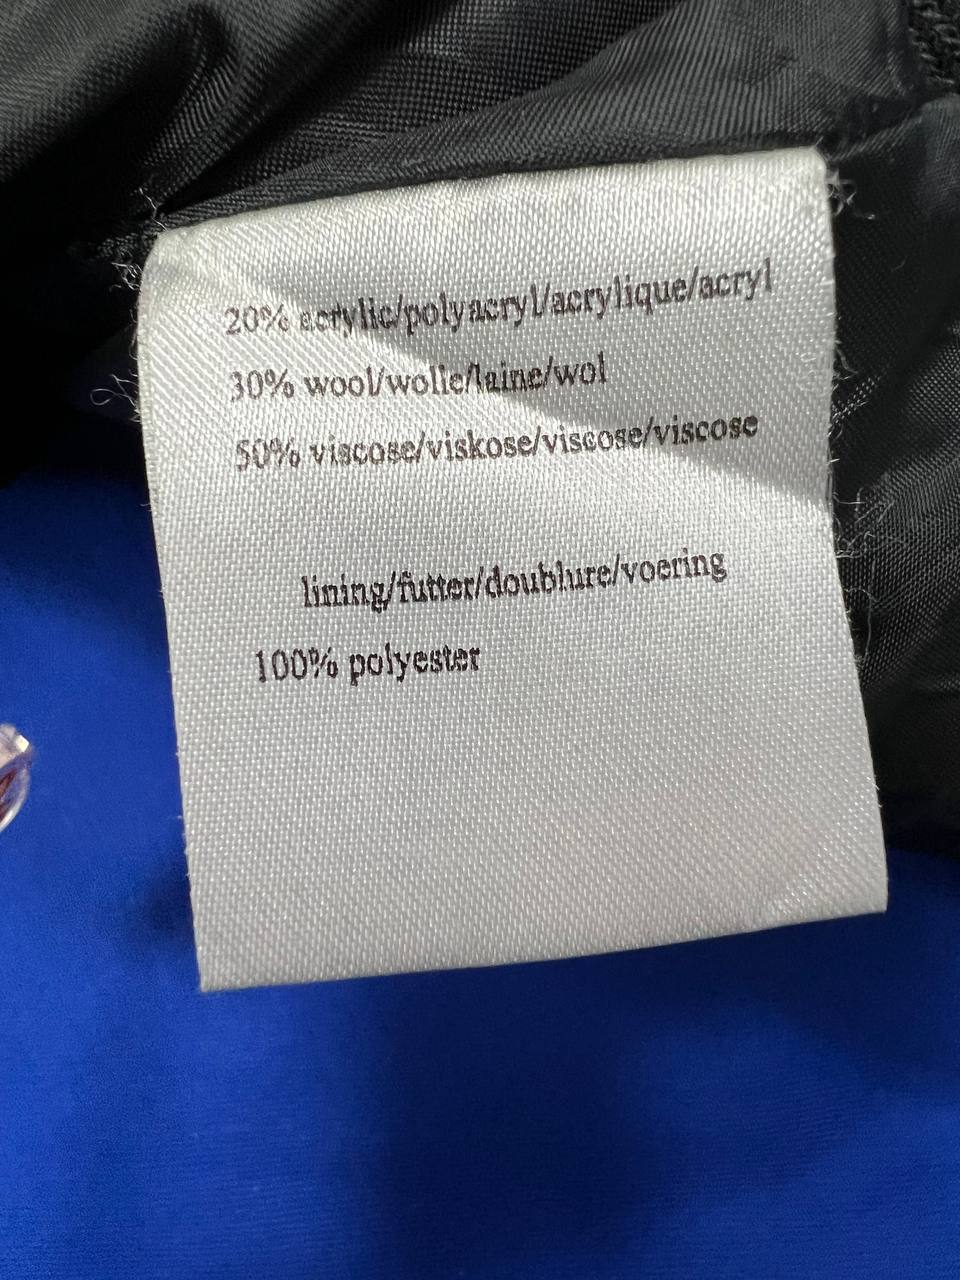 20% acrylic/polyacryl/acrylique/acryl
30% wool/wolle/laine/wol
50% viscose/viskose/viscose/viscose
lining/futter/doublure/voering
100% polyester